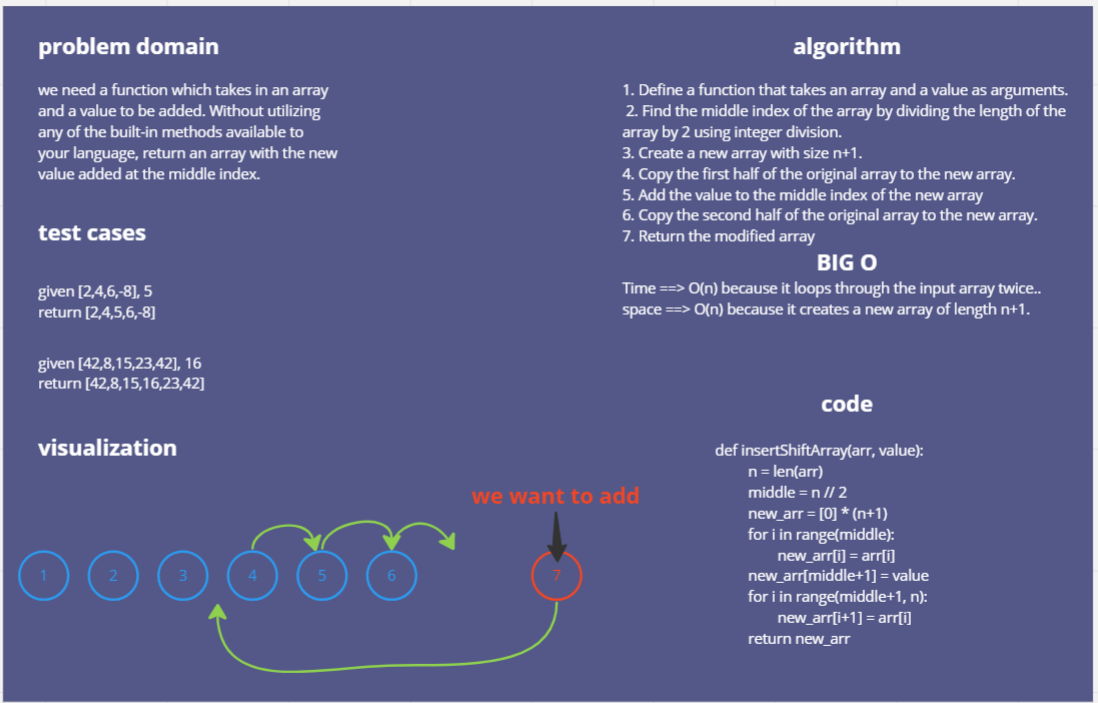 problem domain
we need a function which takes in an array
and a value to be added. Without utilizing
any of the built-in methods available to
your language, return an array with the new
value added at the middle index.
test cases
given [2,4,6,-8], 5
return [2,4,5,6,-8]
given [42,8,15,23,42], 16
return [42,8,15,16,23,42]
visualization
we want to add
1 2 3 4 5 6 7
algorithm
1. Define a function that takes an array and a value as arguments.
2. Find the middle index of the array by dividing the length of the
array by 2 using integer division.
3. Create a new array with size n+1.
4. Copy the first half of the original array to the new array.
5. Add the value to the middle index of the new array
6. Copy the second half of the original array to the new array.
7. Return the modified array
BIG O
Time ==> O(n) because it loops through the input array twice..
space ==> O(n) because it creates a new array of length n+1.
code
def insertShiftArray(arr, value):
n = len(arr)
middle = n // 2
new_arr = [0] * (n+1)
for i in range(middle):
new_arr[i] = arr[i]
new_arr[middle+1] = value
for i in range(middle+1, n):
new_arr[i+1] = arr[i]
return new_arr